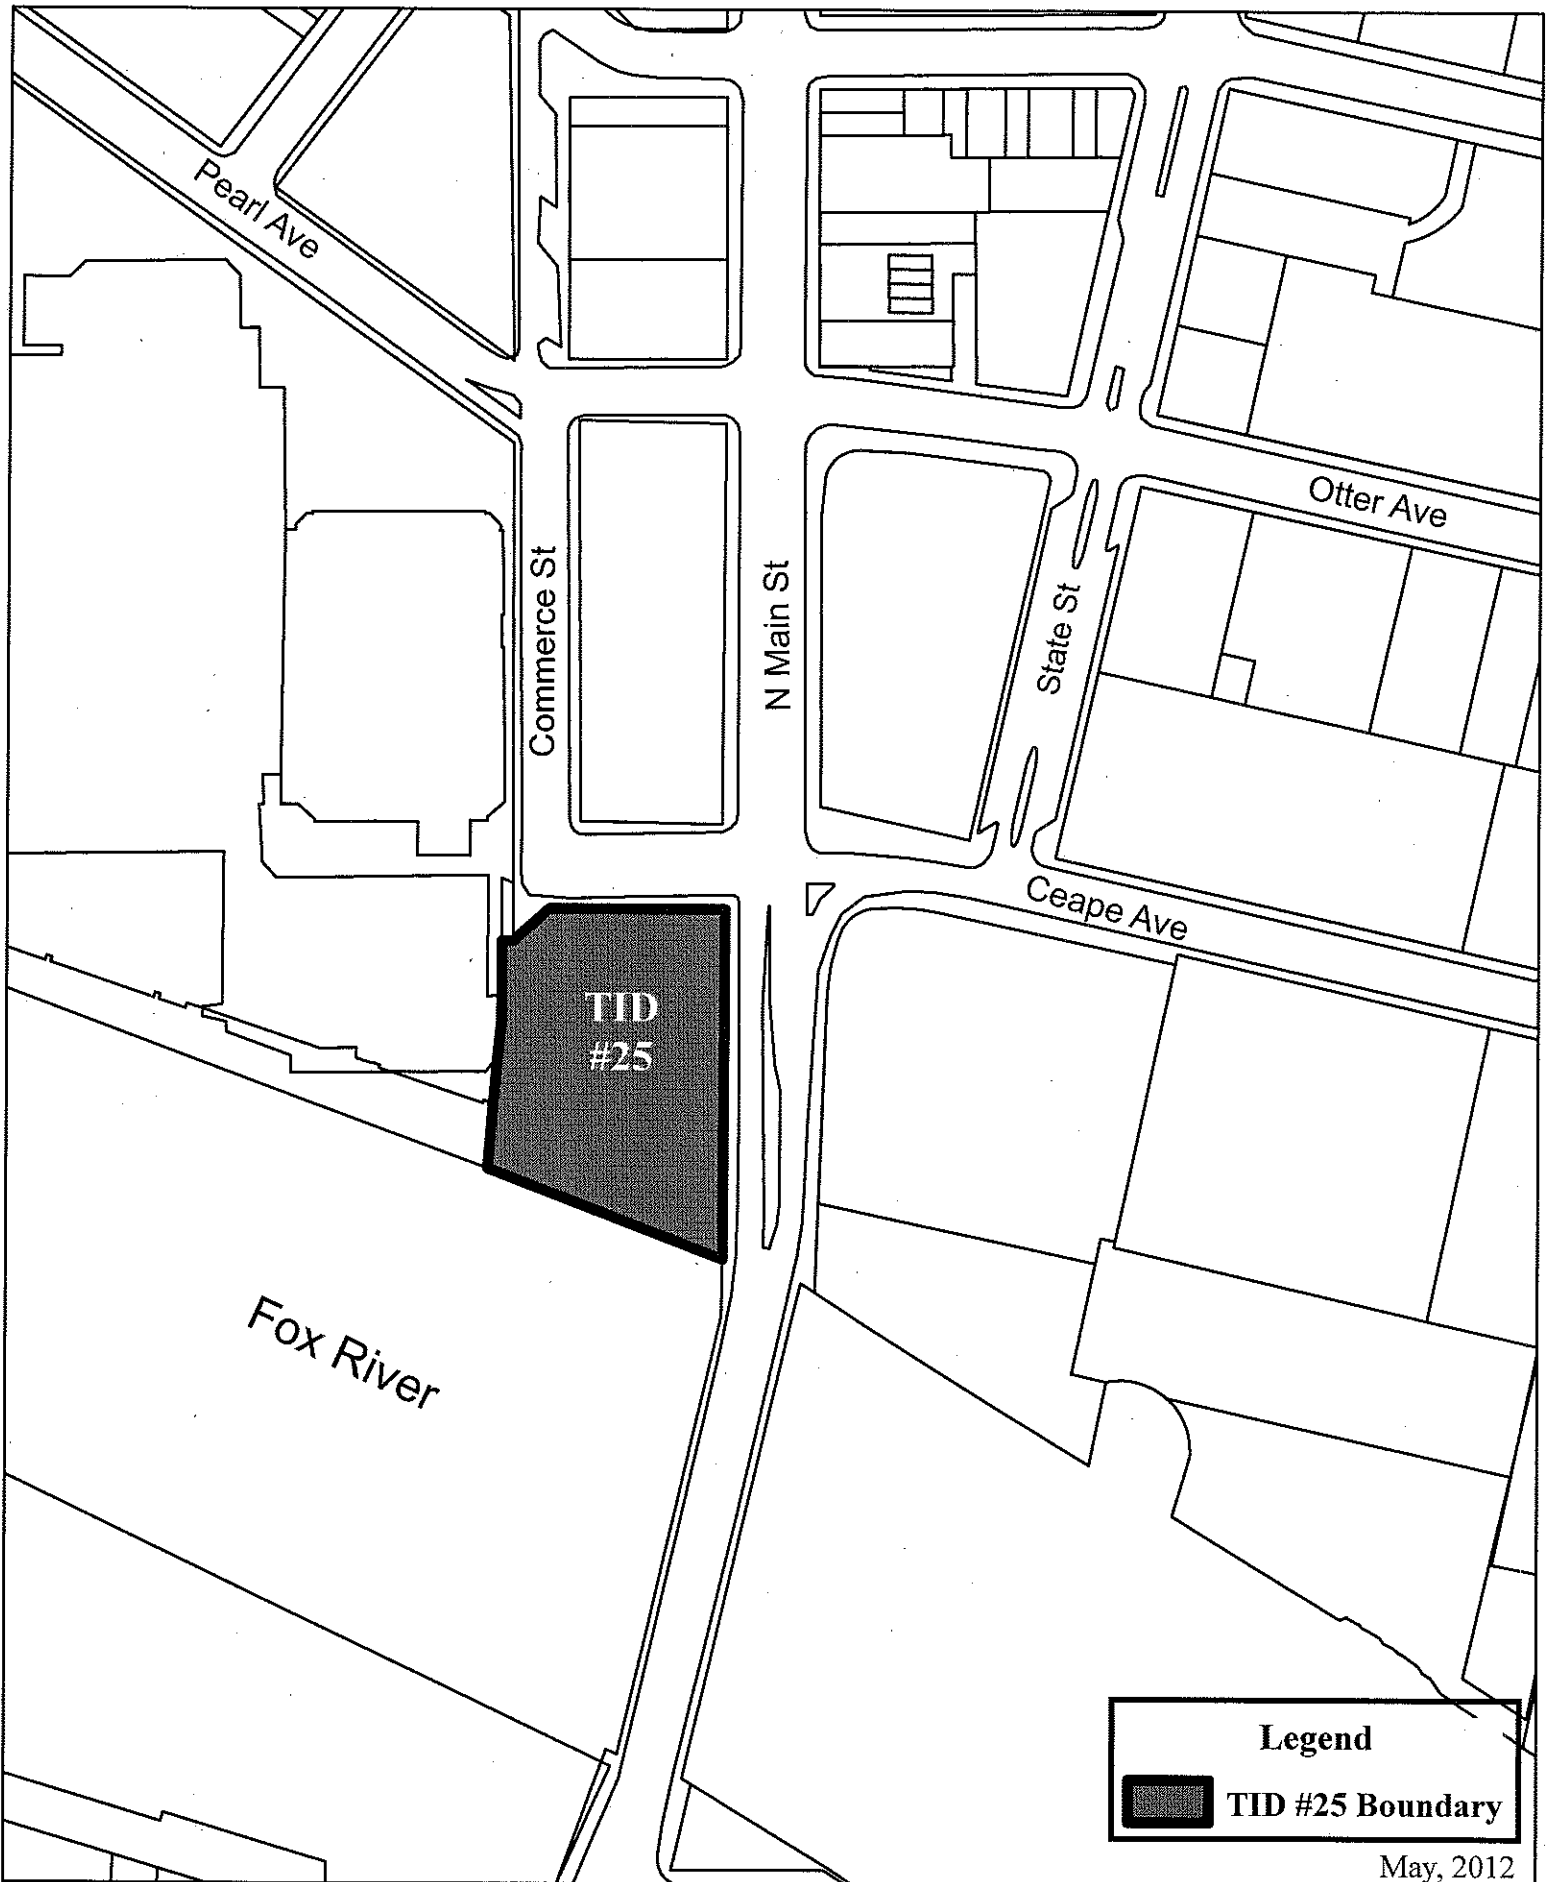 Pearl Ave
Otter Ave
Commerce St
N Main St
State St
Ceape Ave
TID
#25
Fox River
Legend
TID #25 Boundary
May, 2012